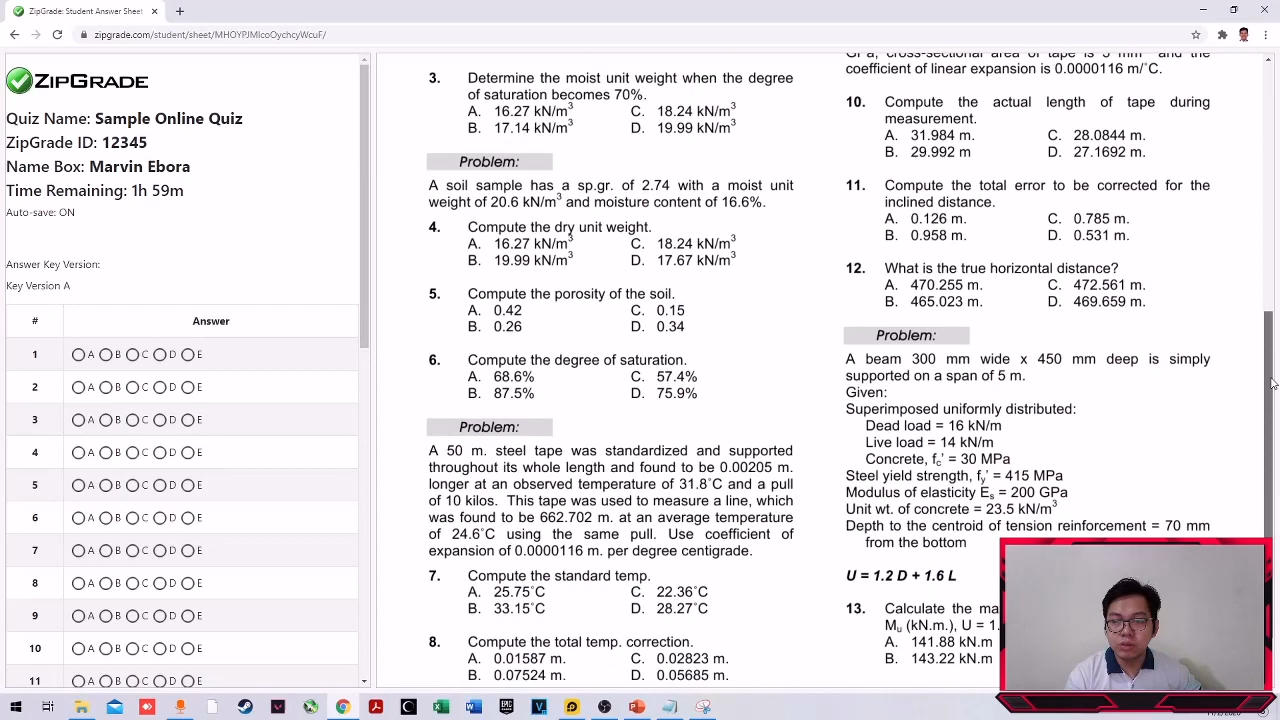 ZipGrade: Student Answer Sheet
zipgrade.com/student/sheet/MHOYPJMlcoOychcyWcuF/
ZIPGRADE
Quiz Name: Sample Online Quiz
ZipGrade ID: 12345
Name Box: Marvin Ebora
Time Remaining: 1h 59m
Auto-save: ON
Answer Key Version:
Key Version A
# Answer
1 A B C D E
2 A B C D E
3 A B C D E
4 A B C D E
5 A B C D E
6 A B C D E
7 A B C D E
8 A B C D E
9 A B C D E
10 A B C D E
11 A B C D E
3. Determine the moist unit weight when the degree
of saturation becomes 70%.
A. 16.27 kN/m³ C. 18.24 kN/m³
B. 17.14 kN/m³ D. 19.99 kN/m³
Problem:
A soil sample has a sp.gr. of 2.74 with a moist unit
weight of 20.6 kN/m³ and moisture content of 16.6%.
4. Compute the dry unit weight.
A. 16.27 kN/m³ C. 18.24 kN/m³
B. 19.99 kN/m³ D. 17.67 kN/m³
5. Compute the porosity of the soil.
A. 0.42 C. 0.15
B. 0.26 D. 0.34
6. Compute the degree of saturation.
A. 68.6% C. 57.4%
B. 87.5% D. 75.9%
Problem:
A 50 m. steel tape was standardized and supported
throughout its whole length and found to be 0.00205 m.
longer at an observed temperature of 31.8˚C and a pull
of 10 kilos. This tape was used to measure a line, which
was found to be 662.702 m. at an average temperature
of 24.6˚C using the same pull. Use coefficient of
expansion of 0.0000116 m. per degree centigrade.
7. Compute the standard temp.
A. 25.75˚C C. 22.36˚C
B. 33.15˚C D. 28.27˚C
8. Compute the total temp. correction.
A. 0.01587 m. C. 0.02823 m.
B. 0.07524 m. D. 0.05685 m.
GPa, cross-sectional area of tape is 3 mm² and the
coefficient of linear expansion is 0.0000116 m/˚C.
10. Compute the actual length of tape during
measurement.
A. 31.984 m. C. 28.0844 m.
B. 29.992 m D. 27.1692 m.
11. Compute the total error to be corrected for the
inclined distance.
A. 0.126 m. C. 0.785 m.
B. 0.958 m. D. 0.531 m.
12. What is the true horizontal distance?
A. 470.255 m. C. 472.561 m.
B. 465.023 m. D. 469.659 m.
Problem:
A beam 300 mm wide x 450 mm deep is simply
supported on a span of 5 m.
Given:
Superimposed uniformly distributed:
Dead load = 16 kN/m
Live load = 14 kN/m
Concrete, fc' = 30 MPa
Steel yield strength, fy' = 415 MPa
Modulus of elasticity Es = 200 GPa
Unit wt. of concrete = 23.5 kN/m³
Depth to the centroid of tension reinforcement = 70 mm
from the bottom
U = 1.2 D + 1.6 L
13. Calculate the ma
Mu (kN.m.), U = 1.
A. 141.88 kN.m
B. 143.22 kN.m